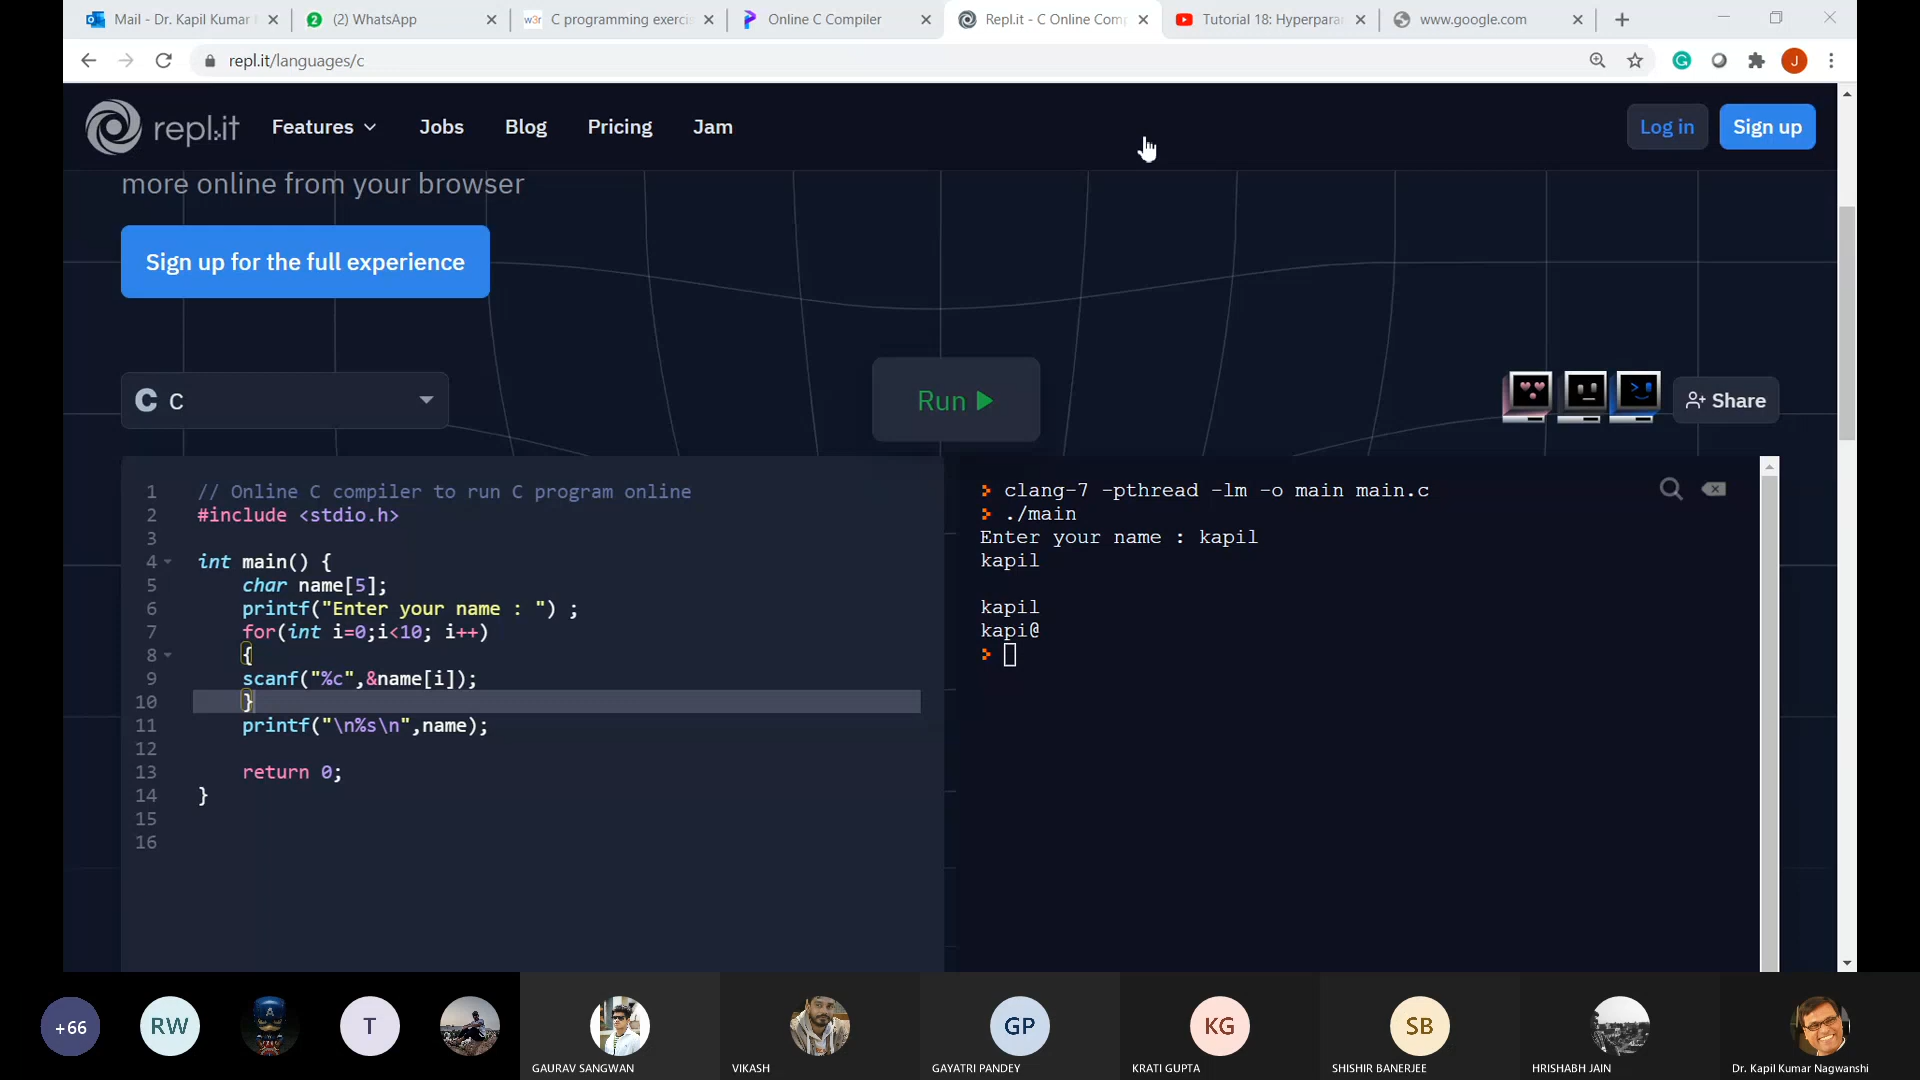 Mail - Dr. Kapil Kumar
(2) WhatsApp
w3r C programming exerci
Online C Compiler
Repl.it - C Online Com
Tutorial 18: Hyperpara
www.google.com
repl.it/languages/c
J
repl.it
Features
Jobs
Blog
Pricing
Jam
Log in
Sign up
more online from your browser
Sign up for the full experience
C C
Run
Share
1 // Online C compiler to run C program online
2 #include <stdio.h>
3
4 int main() {
5 char name[5];
6 printf("Enter your name : ") ;
7 for(int i=0;i<10; i++)
8 {
9 scanf("%c",&name[i]);
10 }
11 printf("\n%s\n",name);
12
13 return 0;
14 }
15
16
> clang-7 -pthread -lm -o main main.c
> ./main
Enter your name : kapil
kapil
kapil
kapi@
>
+66
RW
A
T
GP
KG
SB
GAURAV SANGWAN
VIKASH
GAYATRI PANDEY
KRATI GUPTA
SHISHIR BANERJEE
HRISHABH JAIN
Dr. Kapil Kumar Nagwanshi